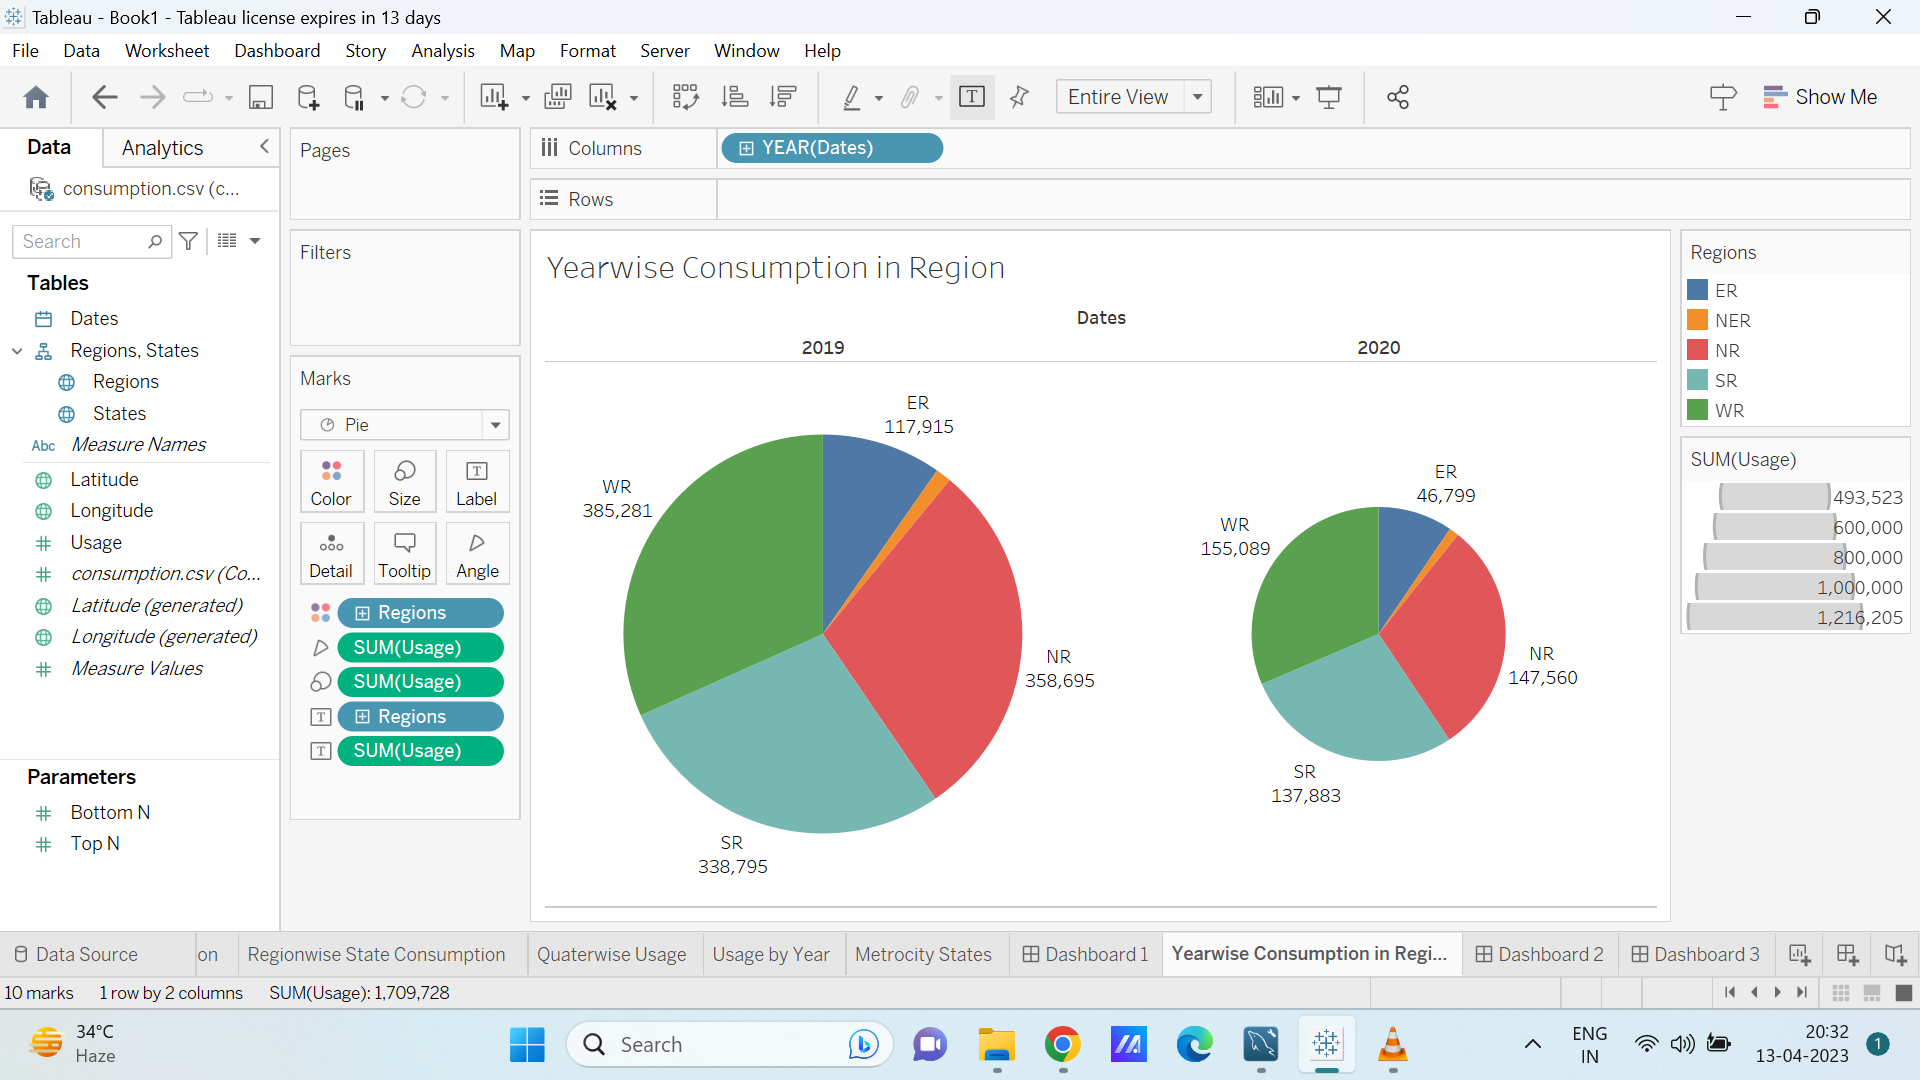 Tableau - Book1 - Tableau license expires in 13 days
File Data Worksheet Dashboard Story Analysis Map Format Server Window Help
Entire View
Show Me
Data Analytics
consumption.csv (c...
Search
Tables
Dates
Regions, States
Regions
States
Abc Measure Names
Latitude
Longitude
Usage
consumption.csv (Co...
Latitude (generated)
Longitude (generated)
Measure Values
Parameters
Bottom N
Top N
Pages
Filters
Marks
Pie
Color Size Label
Detail Tooltip Angle
Regions
SUM(Usage)
SUM(Usage)
Regions
SUM(Usage)
Columns YEAR(Dates)
Rows
Yearwise Consumption in Region
Dates
2019 2020
ER
117,915
WR
385,281
NR
358,695
SR
338,795
ER
46,799
WR
155,089
NR
147,560
SR
137,883
Regions
ER
NER
NR
SR
WR
SUM(Usage)
493,523
600,000
800,000
1,000,000
1,216,205
Data Source on Regionwise State Consumption Quaterwise Usage Usage by Year Metrocity States Dashboard 1 Yearwise Consumption in Regi... Dashboard 2 Dashboard 3
10 marks 1 row by 2 columns SUM(Usage): 1,709,728
34°C
Haze
Search
ENG
IN
20:32
13-04-2023
1